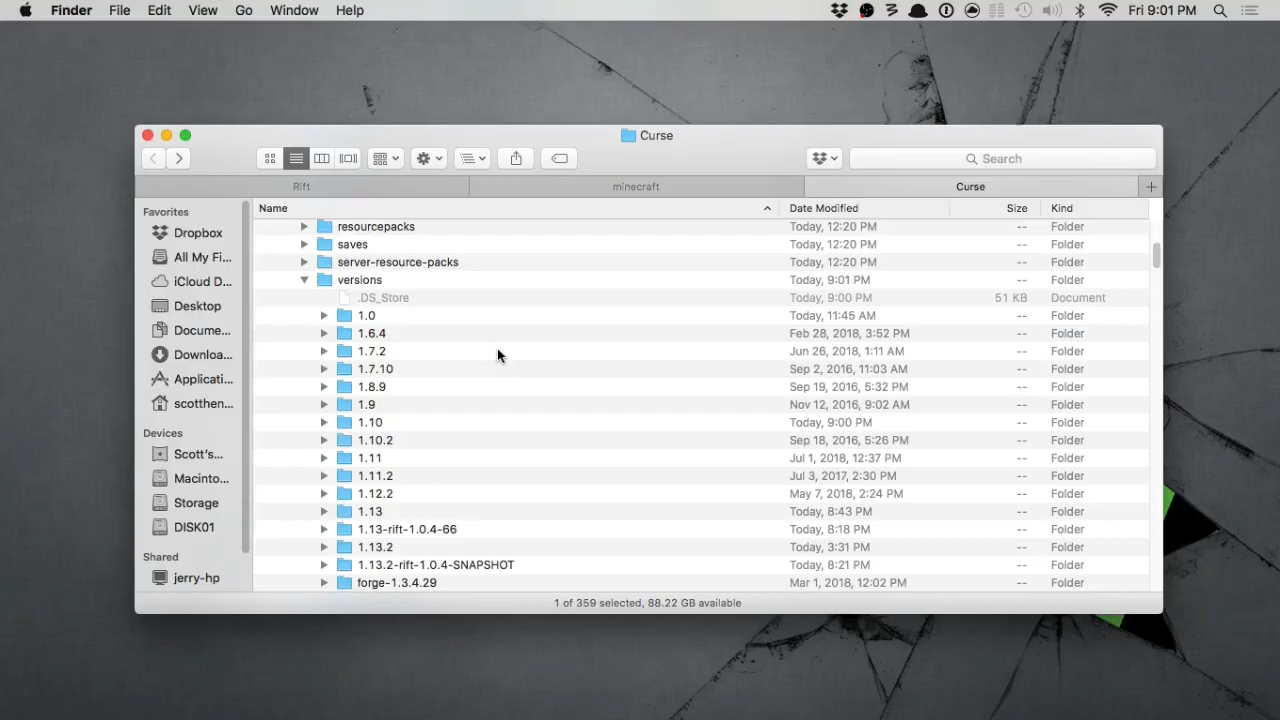 Finder File Edit View Go Window Help Fri 9:01 PM
Curse
Search
Rift minecraft Curse
Name Date Modified Size Kind
resourcepacks Today, 12:20 PM -- Folder
saves Today, 12:20 PM -- Folder
server-resource-packs Today, 12:20 PM -- Folder
versions Today, 9:01 PM -- Folder
.DS_Store Today, 9:00 PM 51 KB Document
1.0 Today, 11:45 AM -- Folder
1.6.4 Feb 28, 2018, 3:52 PM -- Folder
1.7.2 Jun 26, 2018, 1:11 AM -- Folder
1.7.10 Sep 2, 2016, 11:03 AM -- Folder
1.8.9 Sep 19, 2016, 5:32 PM -- Folder
1.9 Nov 12, 2016, 9:02 AM -- Folder
1.10 Today, 9:00 PM -- Folder
1.10.2 Sep 18, 2016, 5:26 PM -- Folder
1.11 Jul 1, 2018, 12:37 PM -- Folder
1.11.2 Jul 3, 2017, 2:30 PM -- Folder
1.12.2 May 7, 2018, 2:24 PM -- Folder
1.13 Today, 8:43 PM -- Folder
1.13-rift-1.0.4-66 Today, 8:18 PM -- Folder
1.13.2 Today, 3:31 PM -- Folder
1.13.2-rift-1.0.4-SNAPSHOT Today, 8:21 PM -- Folder
forge-1.3.4.29 Mar 1, 2018, 12:02 PM -- Folder
Favorites
Dropbox
All My Fi...
iCloud D...
Desktop
Docume...
Downloa...
Applicati...
scotthen...
Devices
Scott's...
Macinto...
Storage
DISK01
Shared
jerry-hp
1 of 359 selected, 88.22 GB available